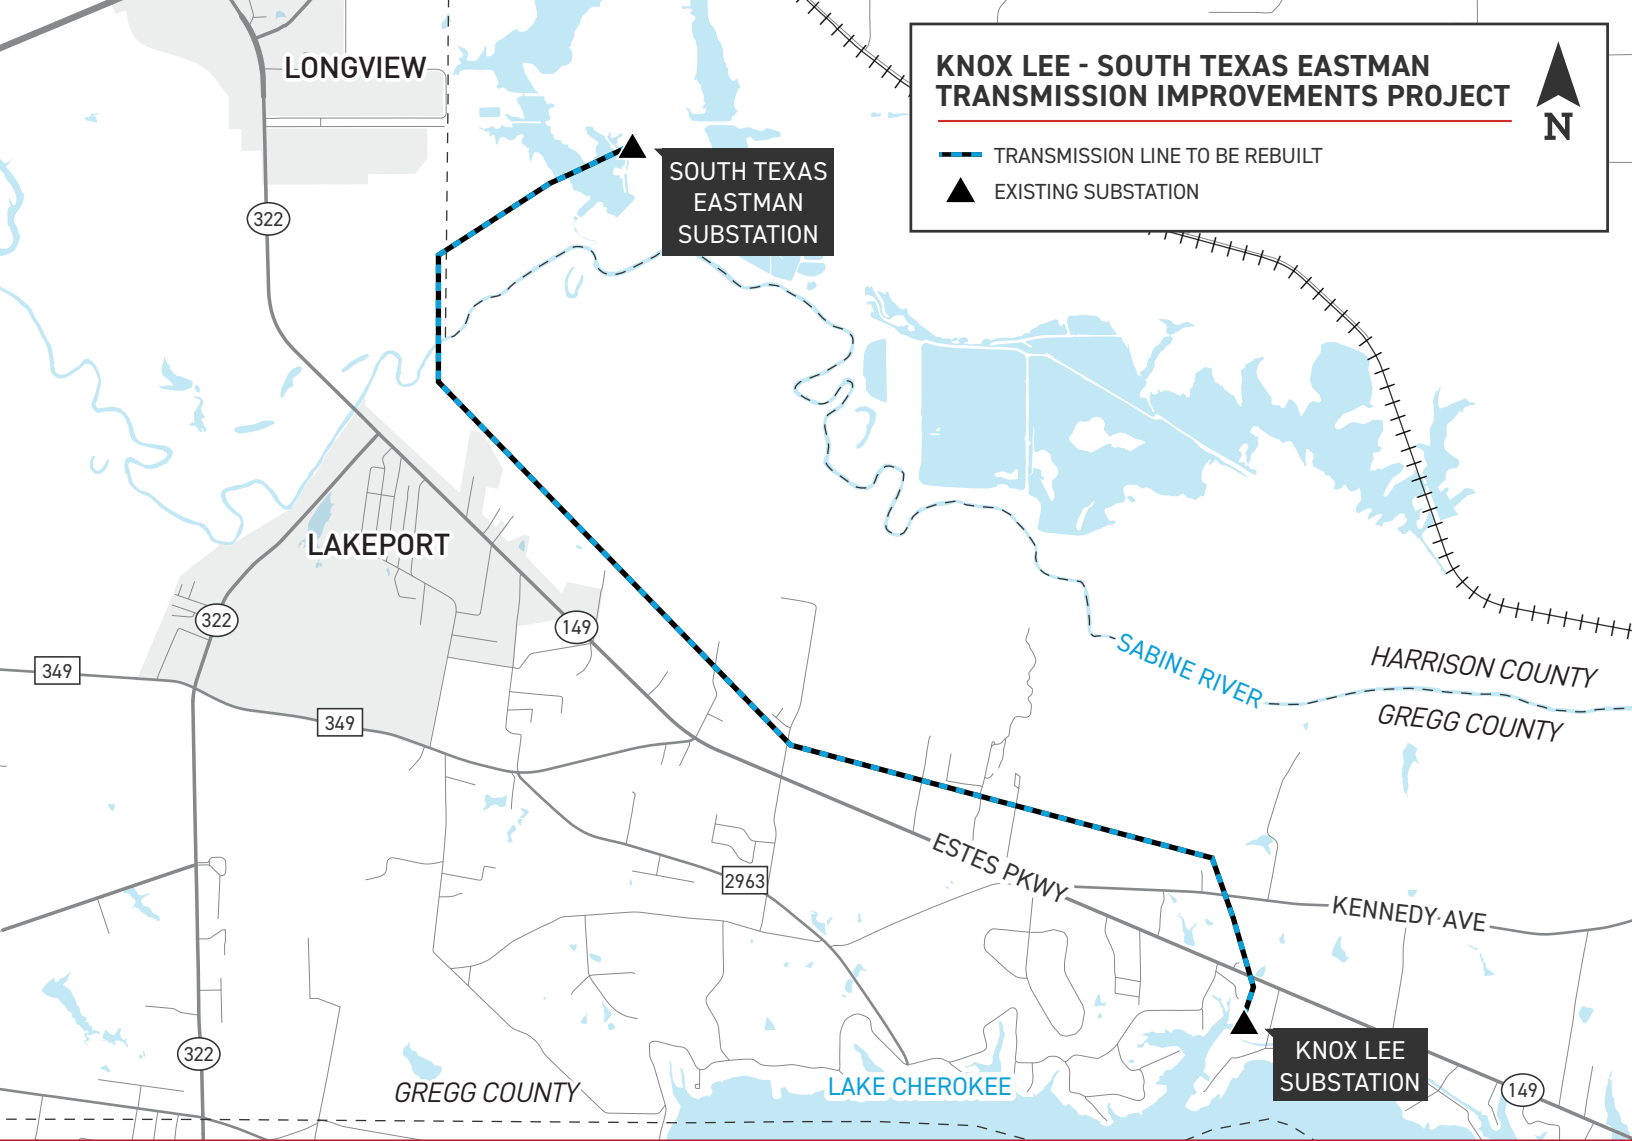 LONGVIEW
KNOX LEE - SOUTH TEXAS EASTMAN
TRANSMISSION IMPROVEMENTS PROJECT
N
TRANSMISSION LINE TO BE REBUILT
EXISTING SUBSTATION
SOUTH TEXAS
EASTMAN
SUBSTATION
322
LAKEPORT
322
149
349
349
SABINE RIVER
HARRISON COUNTY
GREGG COUNTY
ESTES PKWY
2963
KENNEDY AVE
322
KNOX LEE
SUBSTATION
GREGG COUNTY
LAKE CHEROKEE
149